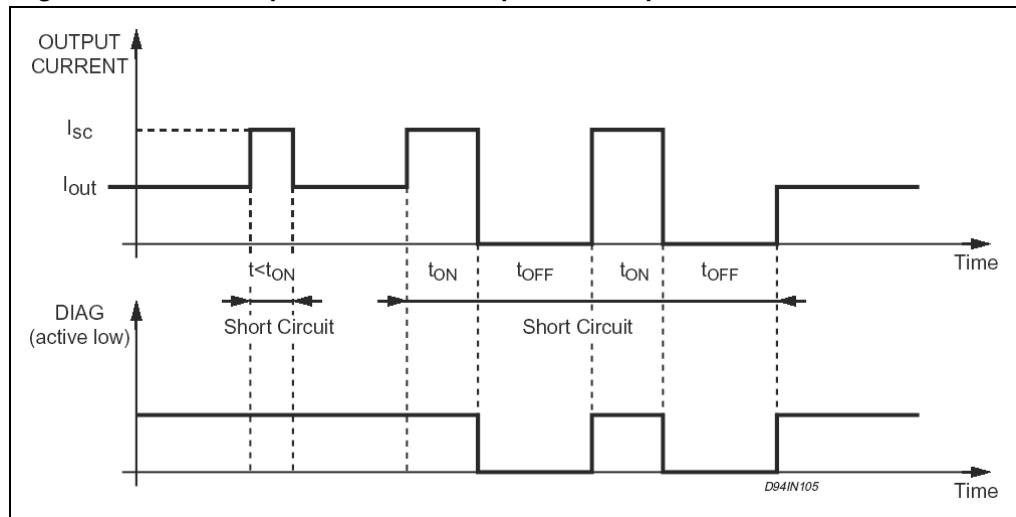 OUTPUT
CURRENT
Isc
Iout
Time
t<tON
tON
tOFF
tON
tOFF
Short Circuit
Short Circuit
DIAG
(active low)
D94IN105
Time